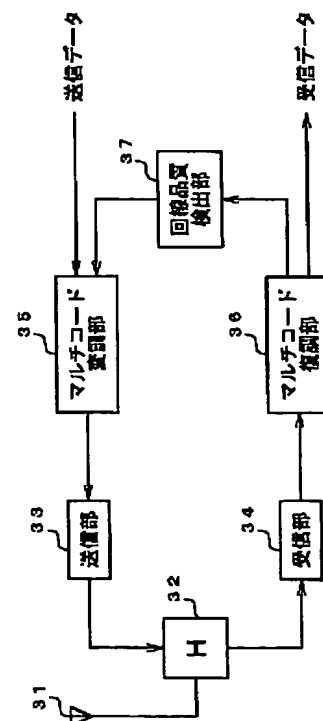 31
32
H
33
送信部
34
受信部
35
マルチコード
変調部
36
マルチコード
復調部
37
回線品質
検出部
送信データ
受信データ